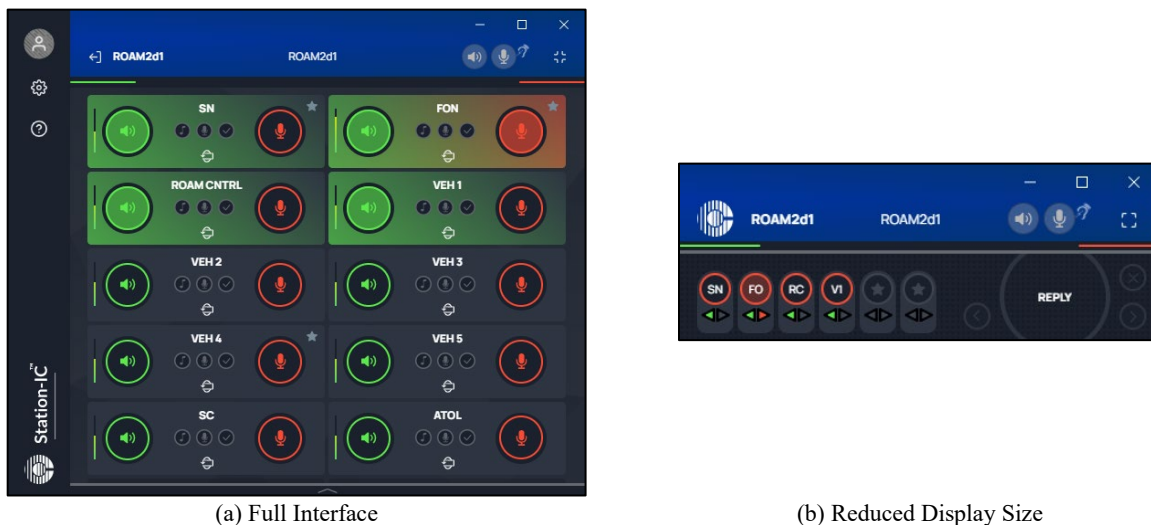 ROAM2d1 ROAM2d1
SN FON
ROAM CNTRL VEH 1
VEH 2 VEH 3
VEH 4 VEH 5
SC ATOL
Station-IC™
(a) Full Interface
ROAM2d1 ROAM2d1
SN FO RC V1 REPLY
(b) Reduced Display Size